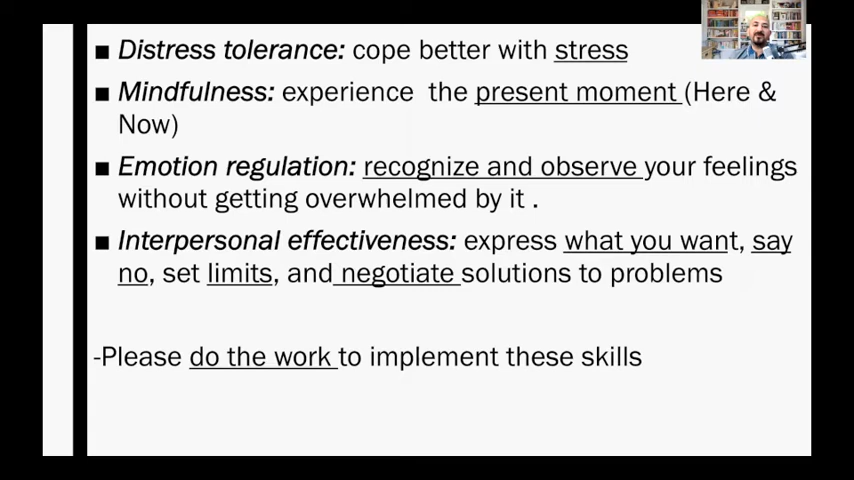 ■ Distress tolerance: cope better with stress
■ Mindfulness: experience the present moment (Here &
Now)
■ Emotion regulation: recognize and observe your feelings
without getting overwhelmed by it .
■ Interpersonal effectiveness: express what you want, say
no, set limits, and negotiate solutions to problems
-Please do the work to implement these skills